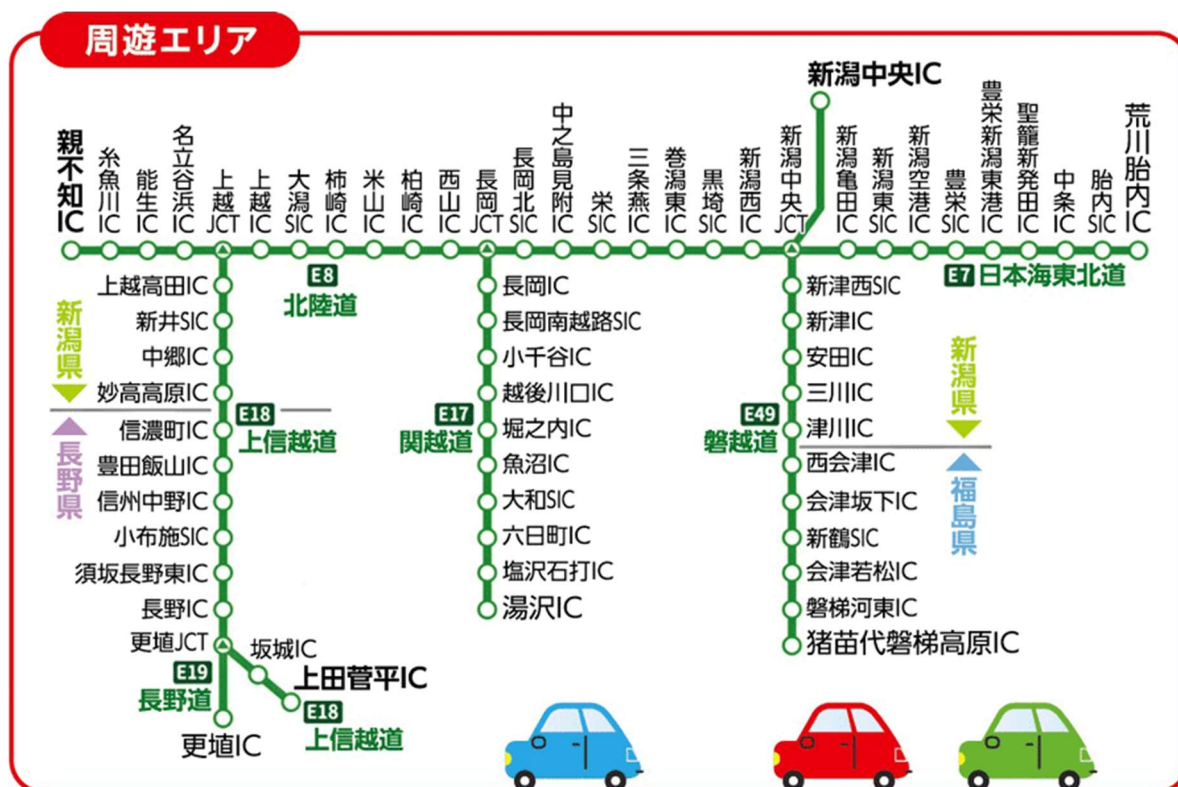 周遊エリア
新潟中央IC
親不知IC
糸魚川IC
能生IC
名立谷浜IC
上越JCT
上越IC
大潟SIC
柿崎IC
米山IC
柏崎IC
西山IC
長岡JCT
長岡北SIC
中之島見附IC
栄SIC
三条燕IC
巻潟東IC
黒埼SIC
新潟西IC
新潟中央JCT
新潟亀田IC
新潟東SIC
新潟空港IC
豊栄SIC
豊栄新潟東港IC
聖籠新発田IC
中条IC
胎内SIC
荒川胎内IC
E8
北陸道
E7 日本海東北道
上越高田IC
新井SIC
中郷IC
妙高高原IC
信濃町IC
豊田飯山IC
信州中野IC
小布施SIC
須坂長野東IC
長野IC
更埴JCT
坂城IC
上田菅平IC
E18
上信越道
E19
長野道
更埴IC
新潟県
長野県
E18
上信越道
長岡IC
長岡南越路SIC
小千谷IC
越後川口IC
堀之内IC
魚沼IC
大和SIC
六日町IC
塩沢石打IC
湯沢IC
E17
関越道
新津西SIC
新津IC
安田IC
三川IC
津川IC
西会津IC
会津坂下IC
新鶴SIC
会津若松IC
磐梯河東IC
猪苗代磐梯高原IC
E49
磐越道
新潟県
福島県